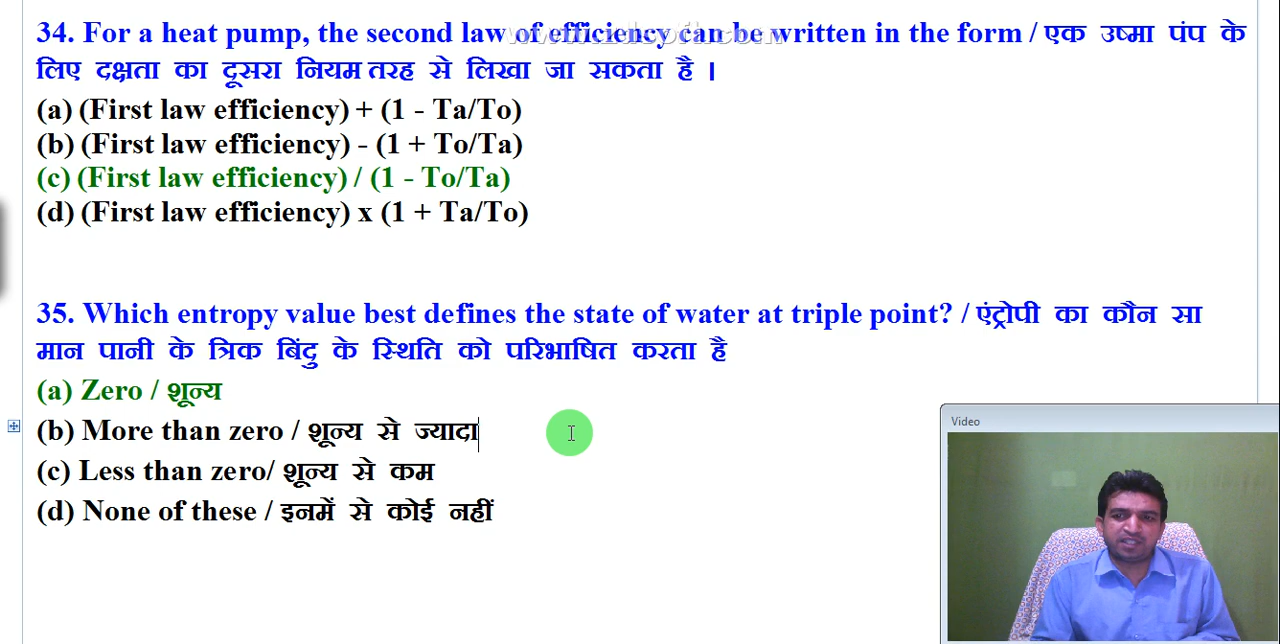 34. For a heat pump, the second law of efficiency can be written in the form / एक उष्मा पंप के
लिए दक्षता का दूसरा नियम तरह से लिखा जा सकता है ।
(a) (First law efficiency) + (1 - Ta/To)
(b) (First law efficiency) - (1 + To/Ta)
(c) (First law efficiency) / (1 - To/Ta)
(d) (First law efficiency) x (1 + Ta/To)
35. Which entropy value best defines the state of water at triple point? / एंट्रोपी का कौन सा
मान पानी के त्रिक बिंदु के स्थिति को परिभाषित करता है
(a) Zero / शून्य
(b) More than zero / शून्य से ज्यादा
(c) Less than zero/ शून्य से कम
(d) None of these / इनमें से कोई नहीं
Video